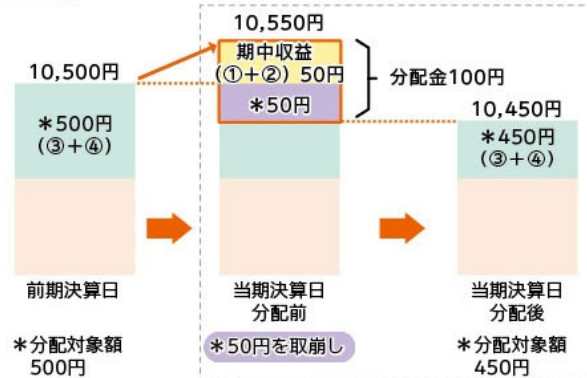 10,550円
10,500円
期中収益
(①+②) 50円
分配金100円
*50円
10,450円
*500円
(③+④)
*450円
(③+④)
前期決算日
当期決算日
分配前
当期決算日
分配後
*分配対象額
500円
*50円を取崩し
*分配対象額
450円